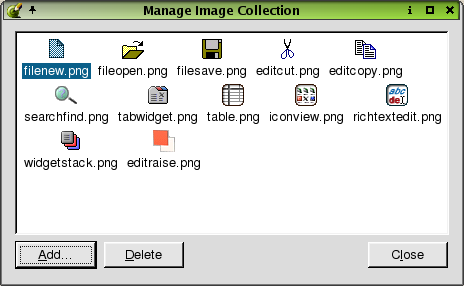 Manage Image Collection
filenew.png fileopen.png filesave.png editcut.png editcopy.png
searchfind.png tabwidget.png table.png iconview.png richtextedit.png
widgetstack.png editraise.png
Add... Delete Close